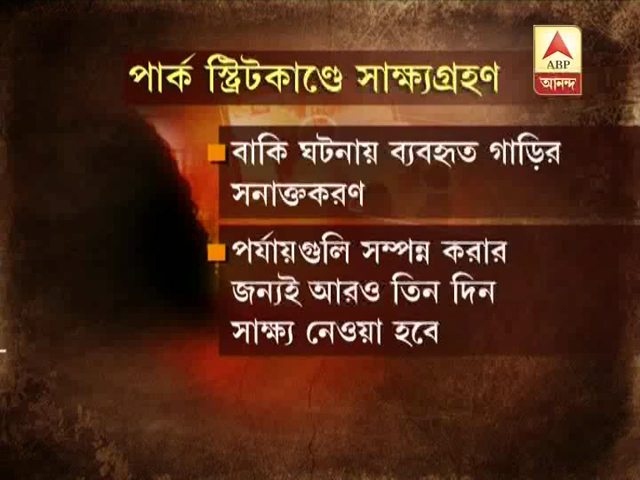 পার্ক স্ট্রিটকাণ্ডে সাক্ষ্যগ্রহণ
ABP
আনন্দ
বাকি ঘটনায় ব্যবহৃত গাড়ির
সনাক্তকরণ
পর্যায়গুলি সম্পন্ন করার
জন্যই আরও তিন দিন
সাক্ষ্য নেওয়া হবে